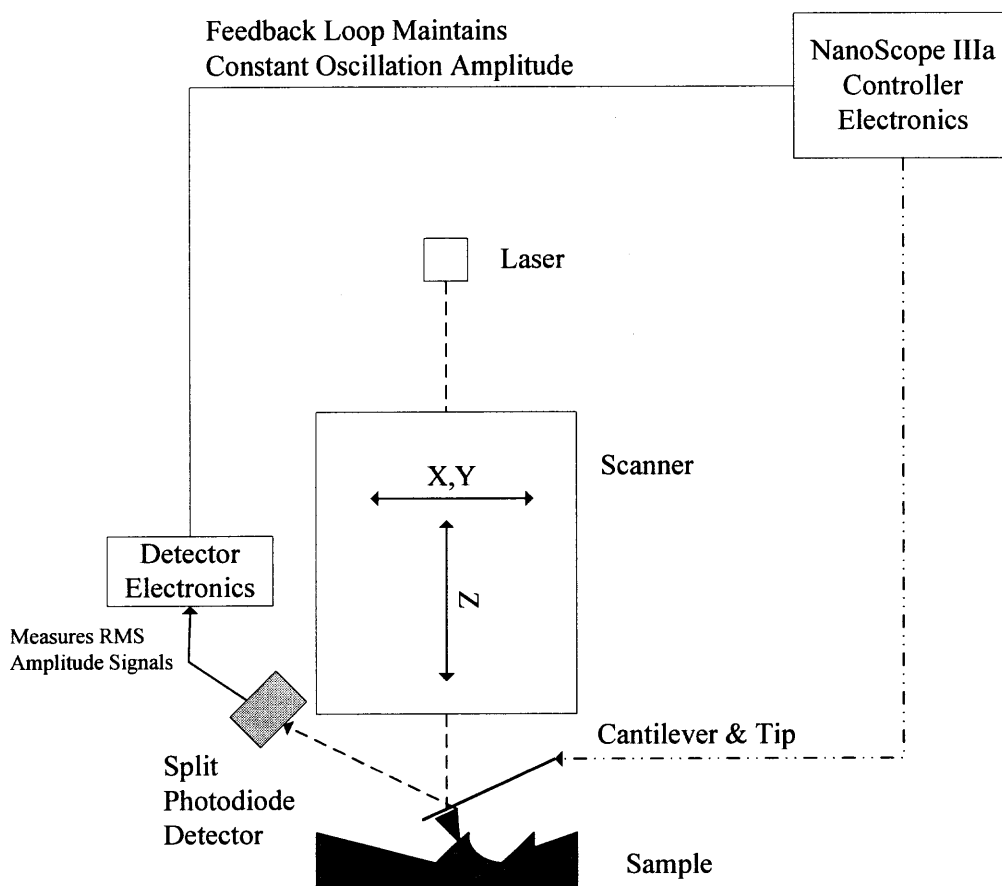 Feedback Loop Maintains
Constant Oscillation Amplitude
NanoScope IIIa
Controller
Electronics
Laser
Scanner
X,Y
Z
Detector
Electronics
Measures RMS
Amplitude Signals
Cantilever & Tip
Split
Photodiode
Detector
Sample